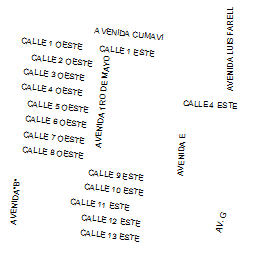 AVENIDA CUMAVI
CALLE 1 OESTE
CALLE 1 ESTE
CALLE 2 OESTE
CALLE 3 OESTE
CALLE 4 OESTE
CALLE 5 OESTE
CALLE 6 OESTE
CALLE 7 OESTE
CALLE 8 OESTE
AVENIDA 1RO DE MAYO
AVENIDA LUIS FARELL
CALLE 4 ESTE
AVENIDA E
CALLE 9 ESTE
CALLE 10 ESTE
CALLE 11 ESTE
CALLE 12 ESTE
CALLE 13 ESTE
AVENIDA"B"
AV. G